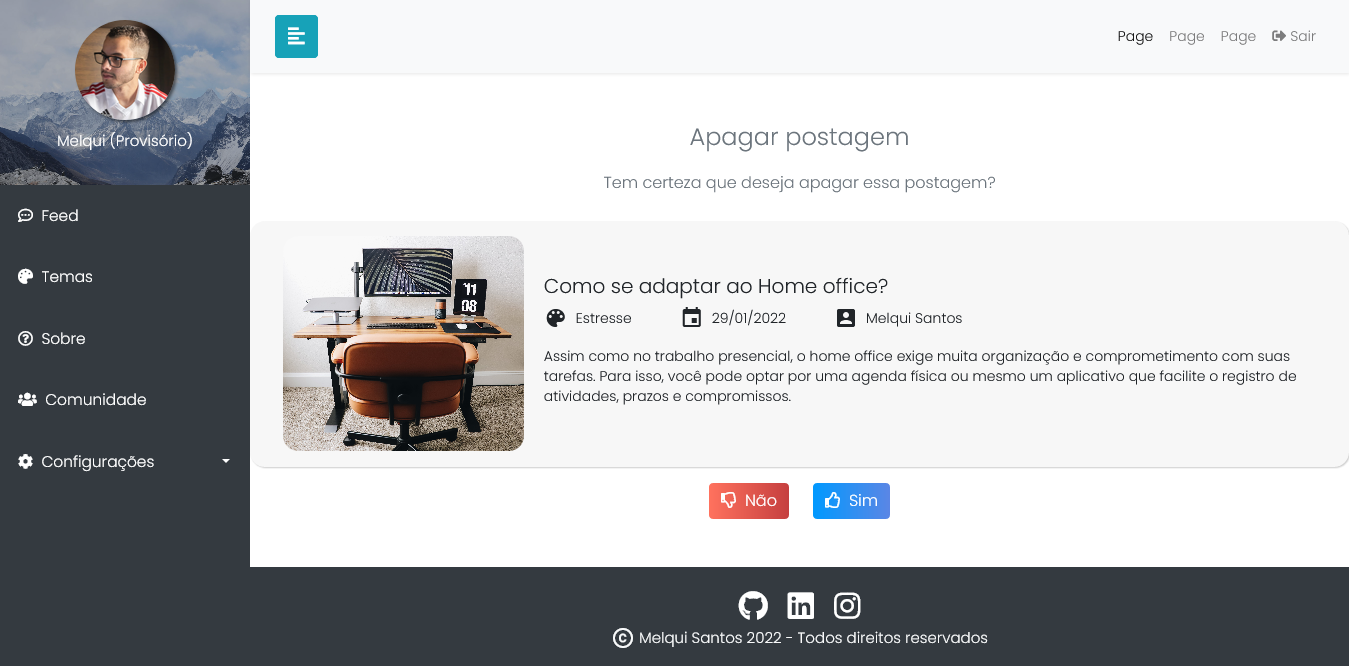 Melqui (Provisório)
Feed
Temas
Sobre
Comunidade
Configurações
Page Page Page Sair
Apagar postagem
Tem certeza que deseja apagar essa postagem?
11
08
Como se adaptar ao Home office?
Estresse 29/01/2022 Melqui Santos
Assim como no trabalho presencial, o home office exige muita organização e comprometimento com suas
tarefas. Para isso, você pode optar por uma agenda física ou mesmo um aplicativo que facilite o registro de
atividades, prazos e compromissos.
Não Sim
© Melqui Santos 2022 - Todos direitos reservados